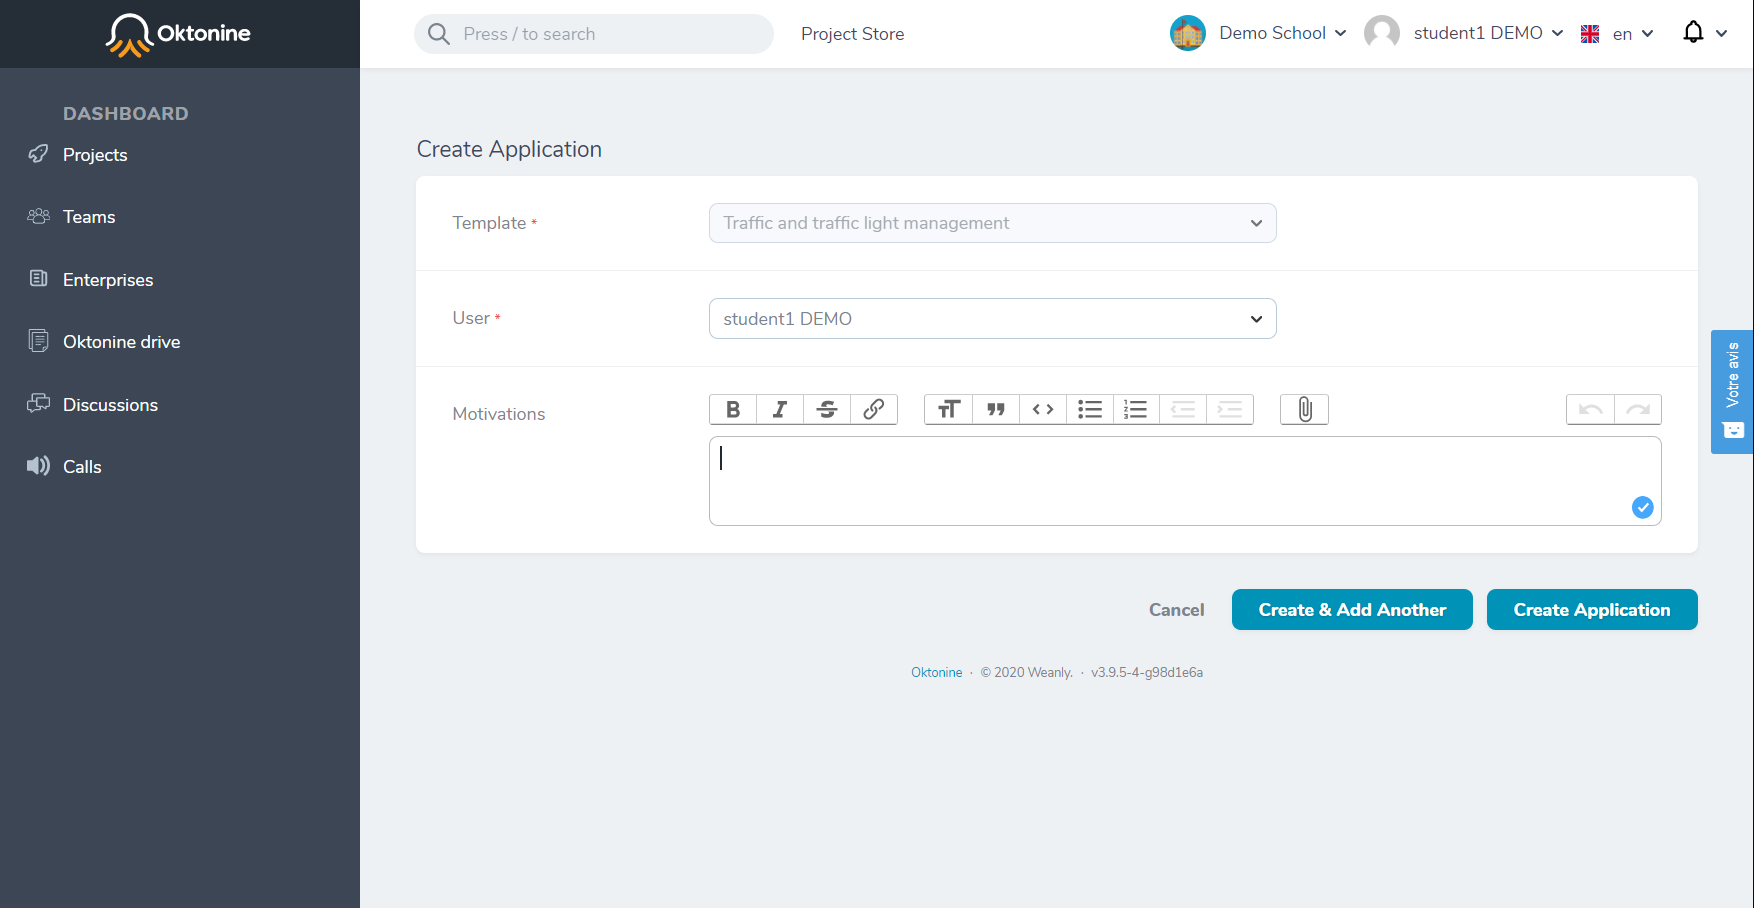 Oktonine
Press / to search
Project Store
Demo School
student1 DEMO
en
DASHBOARD
Projects
Teams
Enterprises
Oktonine drive
Discussions
Calls
Create Application
Template *
Traffic and traffic light management
User *
student1 DEMO
Motivations
Votre avis
Cancel
Create & Add Another
Create Application
Oktonine · © 2020 Weanly. · v3.9.5-4-g98d1e6a